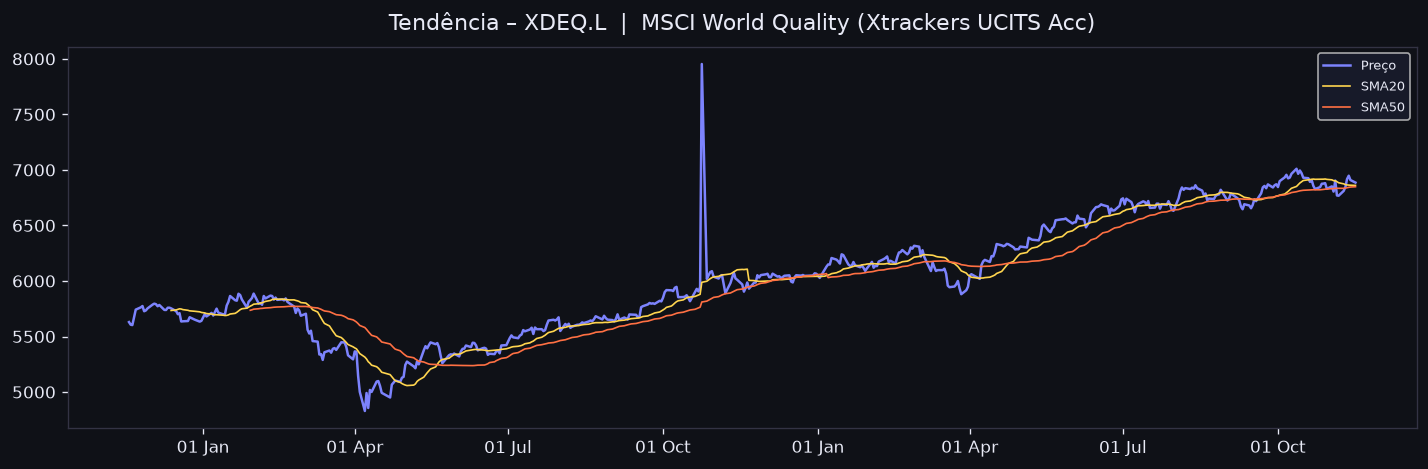 Tendência – XDEQ.L | MSCI World Quality (Xtrackers UCITS Acc)
8000
7500
7000
6500
6000
5500
5000
Preço
SMA20
SMA50
01 Jan
01 Apr
01 Jul
01 Oct
01 Jan
01 Apr
01 Jul
01 Oct